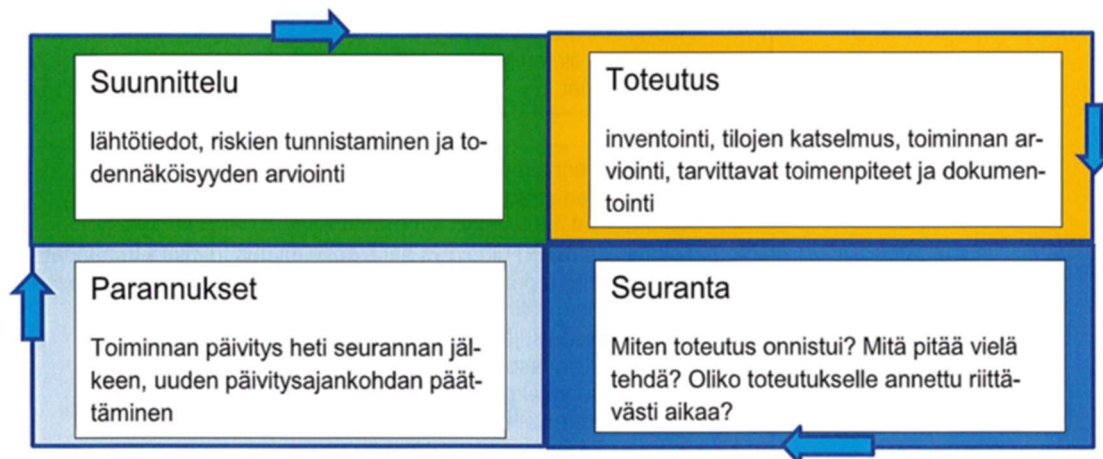 Suunnittelu
lähtötiedot, riskien tunnistaminen ja to-
dennäköisyyden arviointi
Toteutus
inventointi, tilojen katselmus, toiminnan ar-
viointi, tarvittavat toimenpiteet ja dokumen-
tointi
Parannukset
Toiminnan päivitys heti seurannan jäl-
keen, uuden päivitysajankohdan päät-
täminen
Seuranta
Miten toteutus onnistui? Mitä pitää vielä
tehdä? Oliko toteutukselle annettu riittä-
västi aikaa?